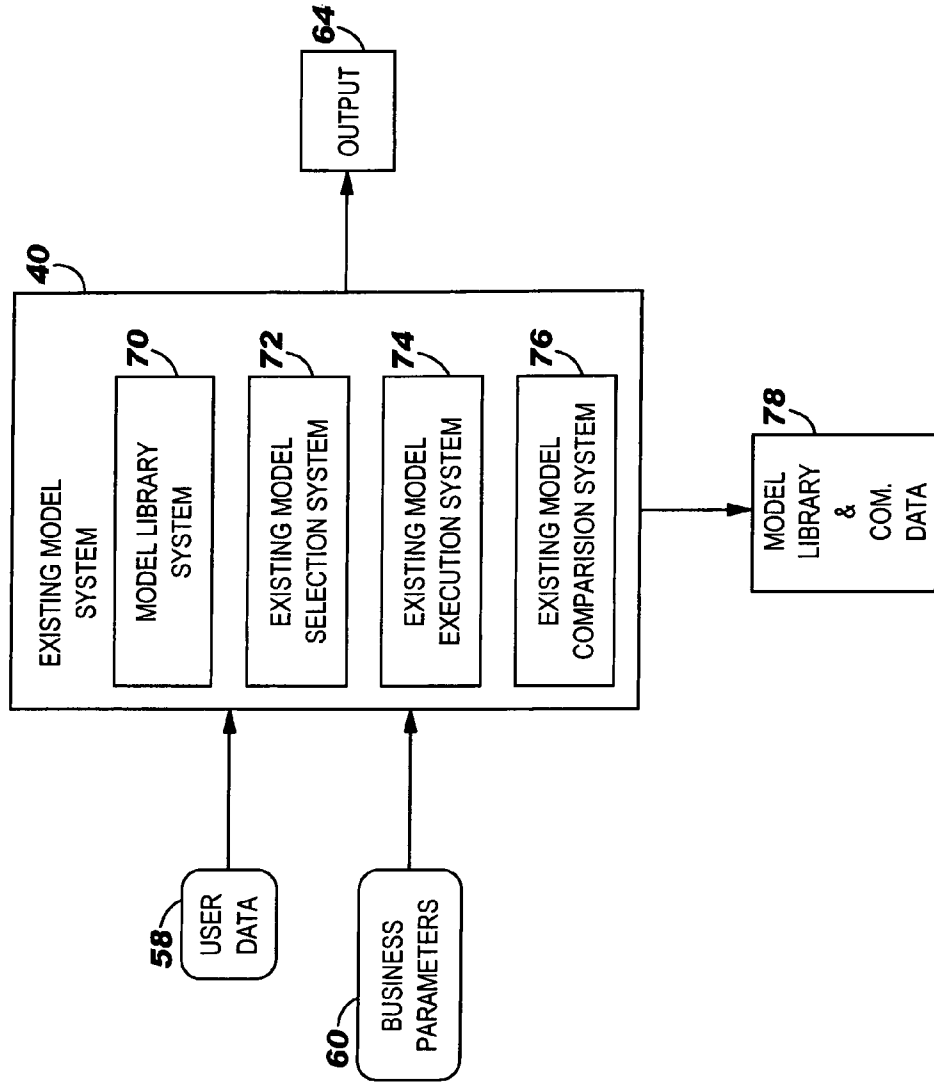 58
USER
DATA
60
BUSINESS
PARAMETERS
40
EXISTING MODEL
SYSTEM
70
MODEL LIBRARY
SYSTEM
72
EXISTING MODEL
SELECTION SYSTEM
74
EXISTING MODEL
EXECUTION SYSTEM
76
EXISTING MODEL
COMPARISION SYSTEM
64
OUTPUT
78
MODEL
LIBRARY
&
COM.
DATA